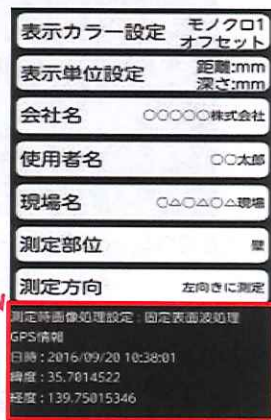 表示カラー設定 モノクロ1
オフセット
表示単位設定 距離:mm
深さ:mm
会社名 ○○○○○株式会社
使用者名 ○○太郎
現場名 ○△○△○△現場
測定部位 壁
測定方向 左向きに測定
測定時画像処理設定:固定表面波処理
GPS情報
日時:2016/09/20 10:38:01
緯度:35.7014522
経度:139.75015346